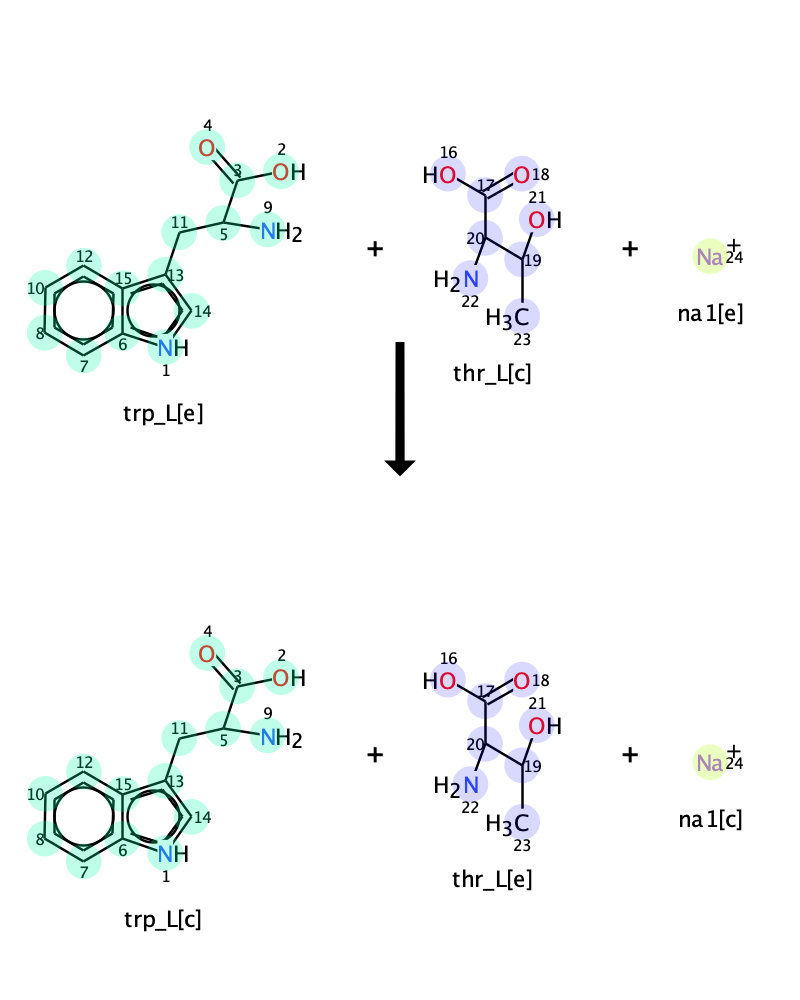 4
O
3
2
OH
9
NH2
5
11
12
15
13
10
14
8
6
7
NH
1
trp_L[e]
+
16
HO
17
O 18
21
OH
20
19
H2N
22
H3C
23
thr_L[c]
+
Na+
24
na1[e]
4
O
3
2
OH
9
NH2
5
11
12
15
13
10
14
8
6
7
NH
1
trp_L[c]
+
16
HO
17
O 18
21
OH
20
19
H2N
22
H3C
23
thr_L[e]
+
Na+
24
na1[c]